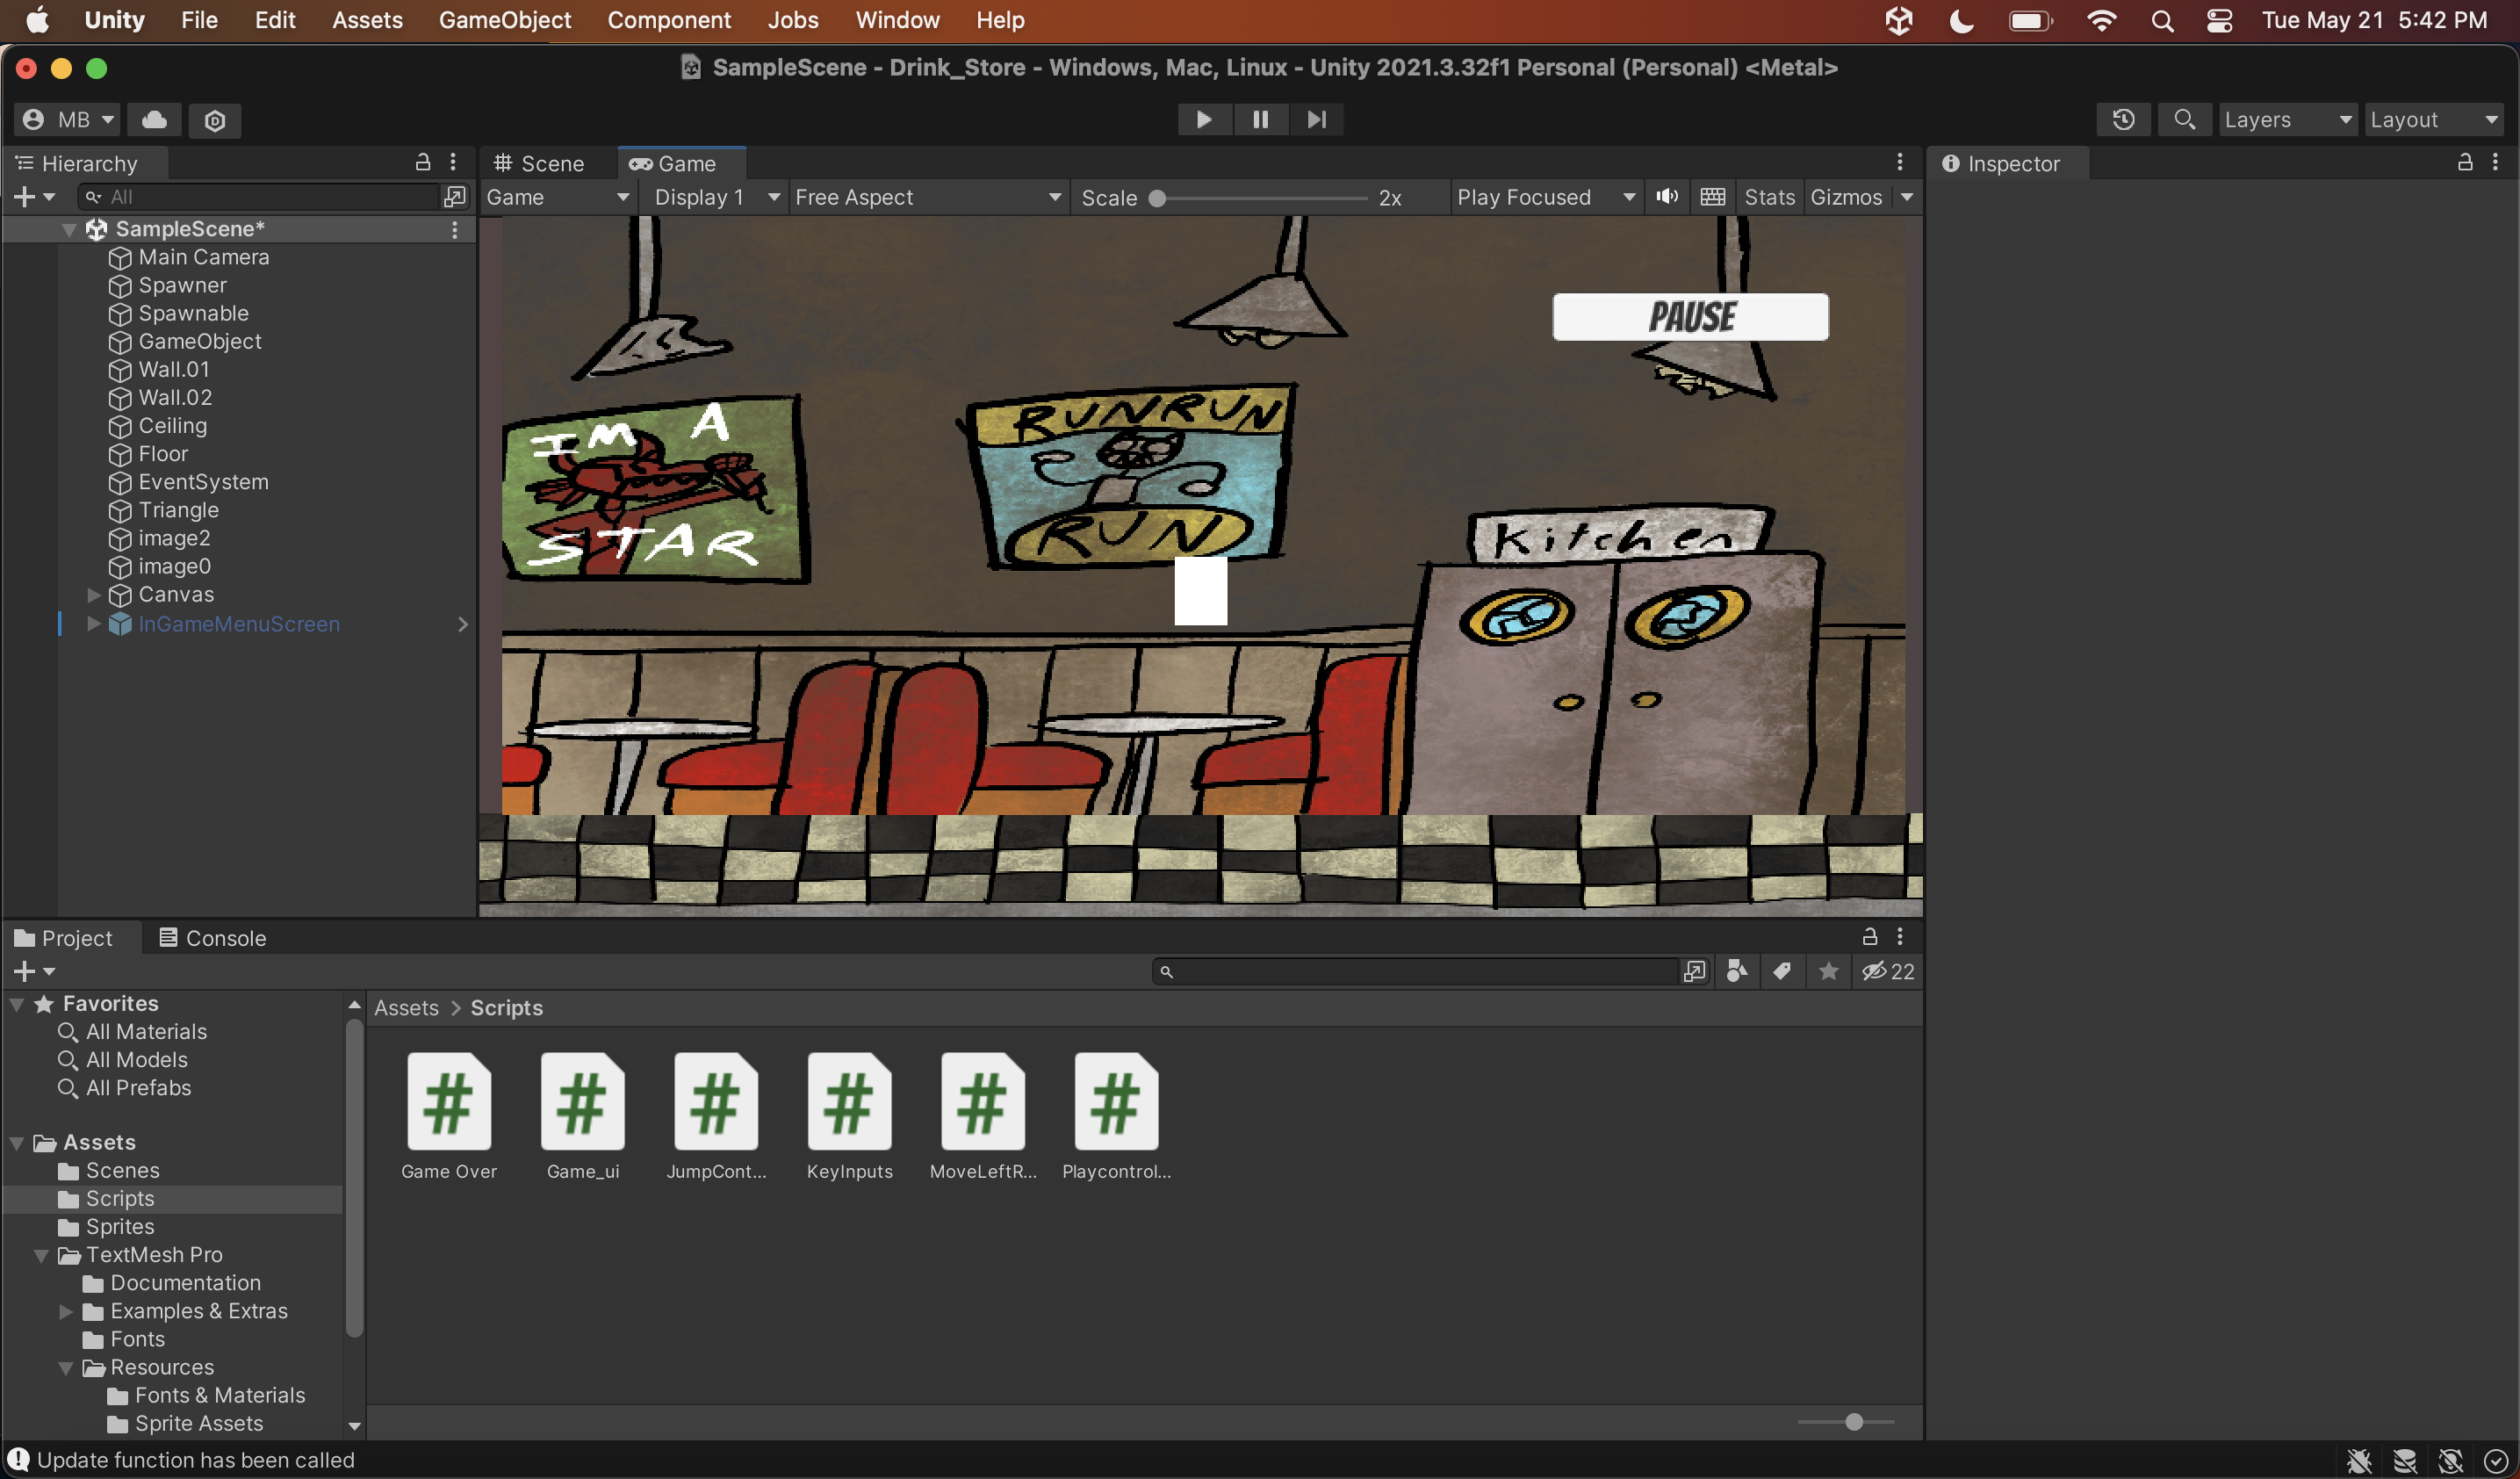 Unity File Edit Assets GameObject Component Jobs Window Help Tue May 21 5:42 PM
SampleScene - Drink_Store - Windows, Mac, Linux - Unity 2021.3.32f1 Personal (Personal) <Metal>
MB Layers Layout
Hierarchy
All
SampleScene*
Main Camera
Spawner
Spawnable
GameObject
Wall.01
Wall.02
Ceiling
Floor
EventSystem
Triangle
image2
image0
Canvas
InGameMenuScreen
Scene Game
Game Display 1 Free Aspect Scale 2x Play Focused Stats Gizmos
PAUSE
IM A
STAR
RUNRUN
RUN
Kitchen
Inspector
Project Console
22
Favorites
All Materials
All Models
All Prefabs
Assets
Scenes
Scripts
Sprites
TextMesh Pro
Documentation
Examples & Extras
Fonts
Resources
Fonts & Materials
Sprite Assets
Assets > Scripts
Game Over Game_ui JumpCont... KeyInputs MoveLeftR... Playcontrol...
Update function has been called